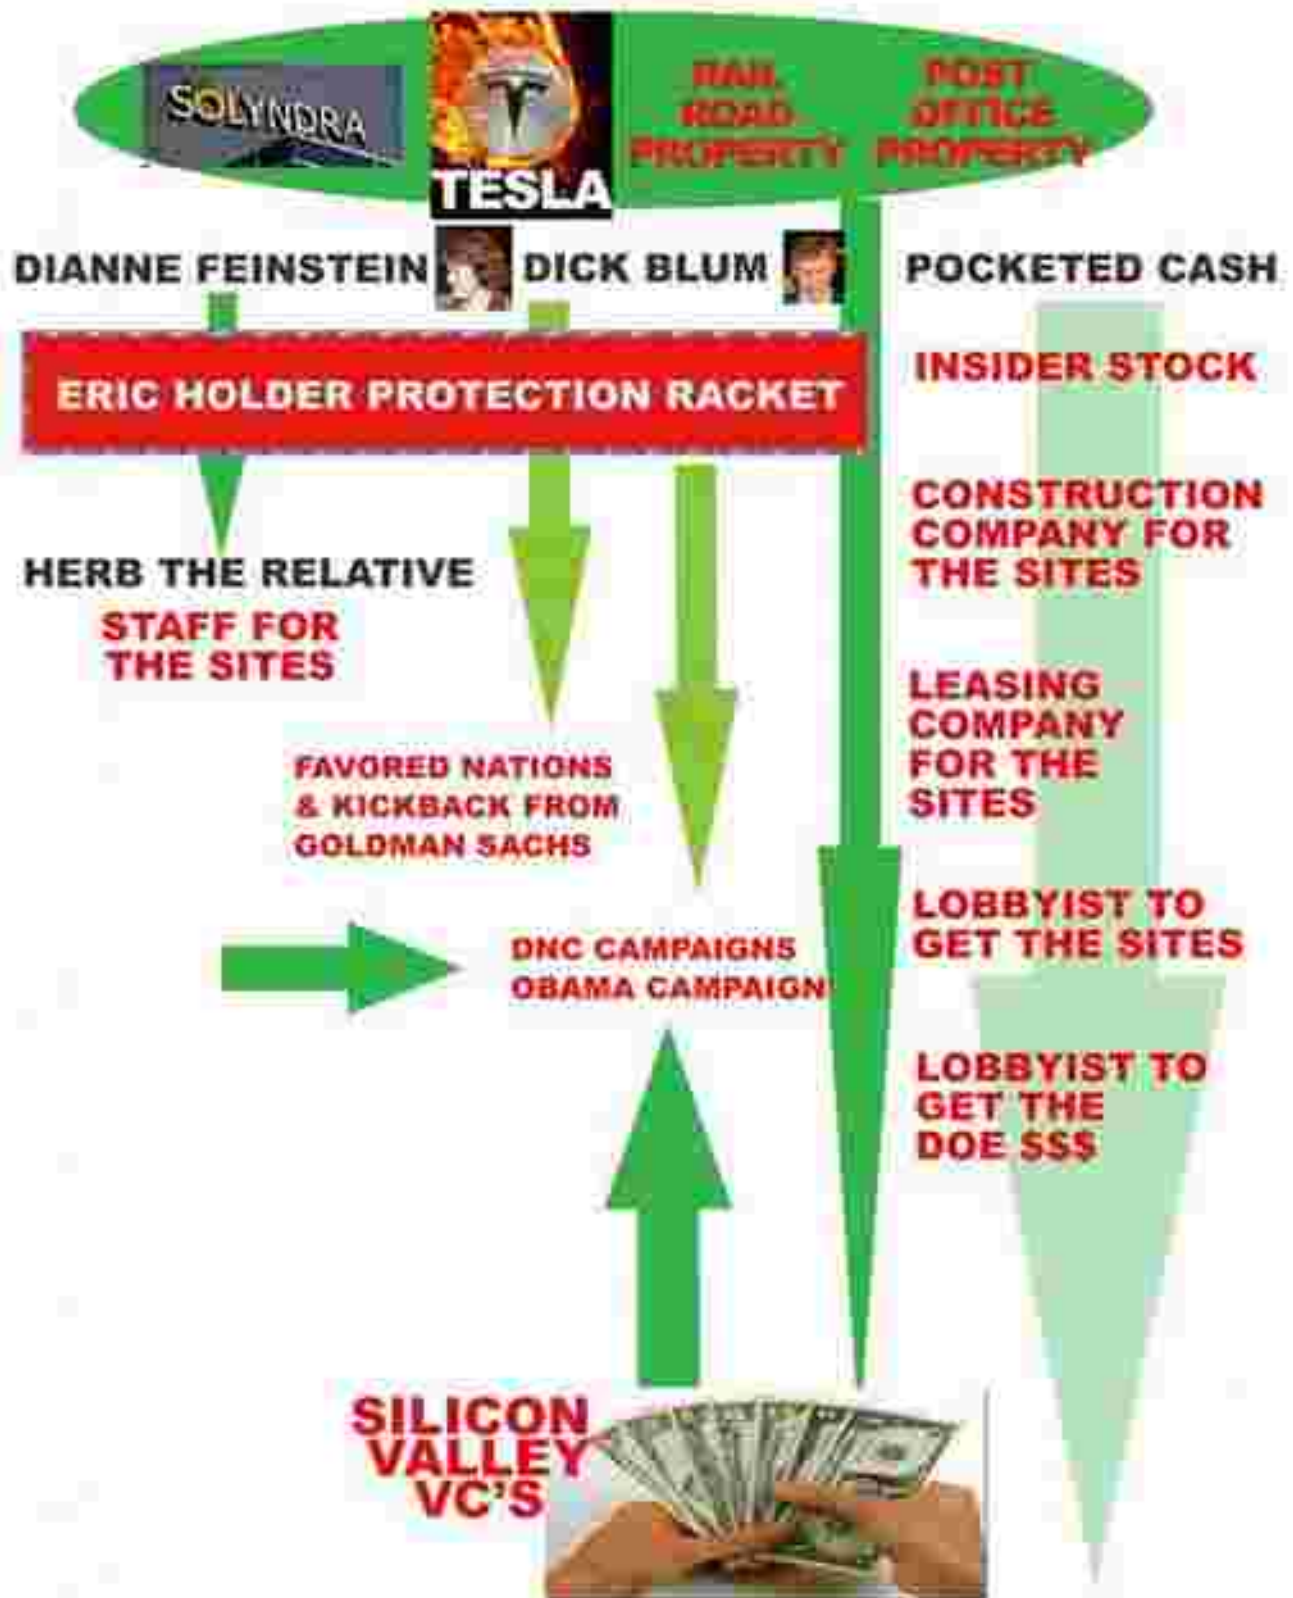 SOLYNDRA
TESLA
RAIL
ROAD
PROPERTY
POST
OFFICE
PROPERTY
DIANNE FEINSTEIN
DICK BLUM
POCKETED CASH
ERIC HOLDER PROTECTION RACKET
INSIDER STOCK
CONSTRUCTION
COMPANY FOR
THE SITES
HERB THE RELATIVE
STAFF FOR
THE SITES
LEASING
COMPANY
FOR THE
SITES
FAVORED NATIONS
& KICKBACK FROM
GOLDMAN SACHS
LOBBYIST TO
GET THE SITES
DNC CAMPAIGNS
OBAMA CAMPAIGN
LOBBYIST TO
GET THE
DOE $$$
SILICON
VALLEY
VC'S